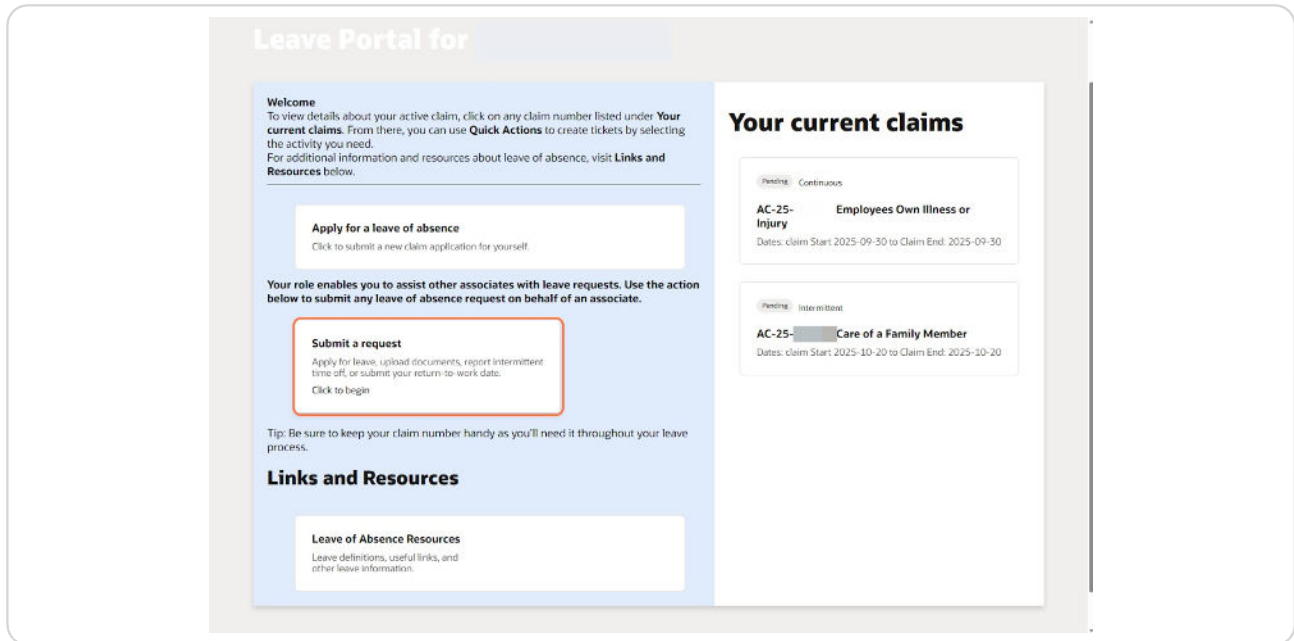 Leave Portal for
Welcome
To view details about your active claim, click on any claim number listed under Your
current claims. From there, you can use Quick Actions to create tickets by selecting
the activity you need.
For additional information and resources about leave of absence, visit Links and
Resources below.
Apply for a leave of absence
Click to submit a new claim application for yourself.
Your role enables you to assist other associates with leave requests. Use the action
below to submit any leave of absence request on behalf of an associate.
Submit a request
Apply for leave, upload documents, report intermittent
time off, or submit your return-to-work date.
Click to begin
Tip: Be sure to keep your claim number handy as you'll need it throughout your leave
process.
Links and Resources
Leave of Absence Resources
Leave definitions, useful links, and
other leave information.
Your current claims
Pending Continuous
AC-25- Employees Own Illness or
Injury
Dates: claim Start 2025-09-30 to Claim End: 2025-09-30
Pending Intermittent
AC-25- Care of a Family Member
Dates: claim Start 2025-10-20 to Claim End: 2025-10-20